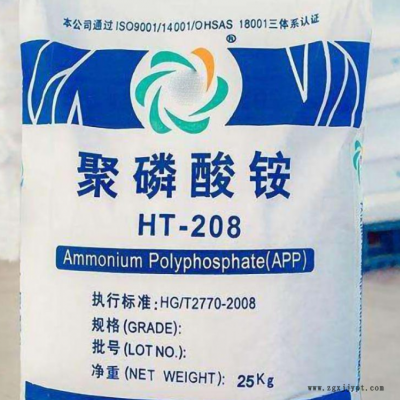 本公司通过ISO9001/14001/OHSAS 18001三体系认证
®
聚磷酸铵
HT-208
Ammonium Polyphosphate(APP)
执行标准:HG/T2770-2008
规格(GRADE):
批号(LOT NO.):
净重(NET WEIGHT): 25Kg
www.zgxjjypt.com